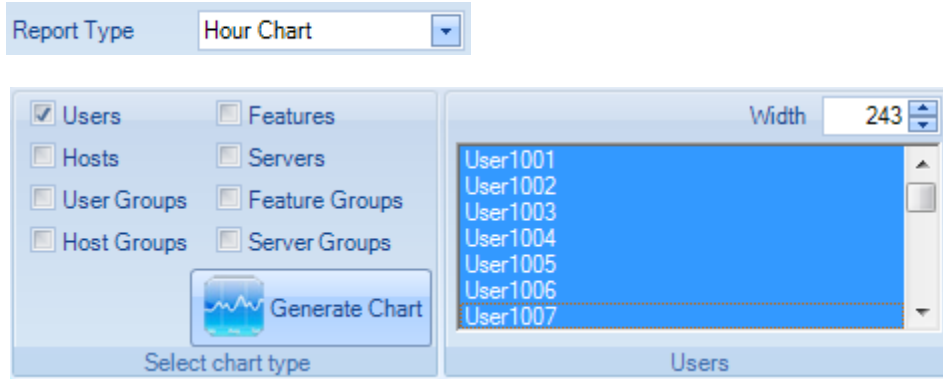 Report Type Hour Chart
Users Features
Hosts Servers
User Groups Feature Groups
Host Groups Server Groups
Generate Chart
Select chart type
Width 243
User1001
User1002
User1003
User1004
User1005
User1006
User1007
Users